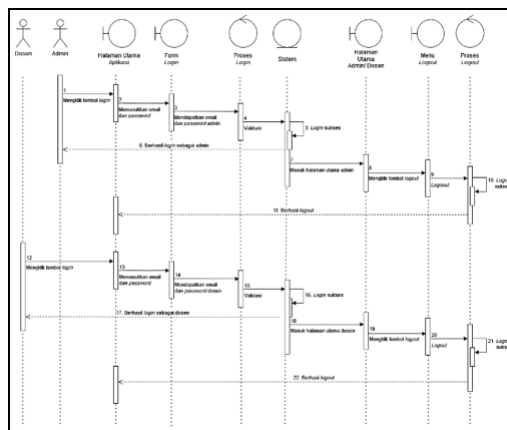 Dosen
Admin
Halaman Utama
Aplikasi
Form
Login
Proses
Login
Sistem
Halaman
Utama
Admin/ Dosen
Menu
Logout
Proses
Logout
1
Mengklik tombol login
2
Memasukkan email
dan password
3
Mendapatkan email
dan password admin
4
Validasi
5. Login sukses
6. Berhasil login sebagai admin
7
Masuk halaman utama admin
8
Mengklik tombol logout
9
Logout
10. Logout
sukses
11. Berhasil logout
12
Mengklik tombol login
13
Memasukkan email
dan password
14
Mendapatkan email
dan password dosen
15
Validasi
16. Login sukses
17. Berhasil login sebagai dosen
18
Masuk halaman utama dosen
19
Mengklik tombol logout
20
Logout
21. Logout
sukses
22. Berhasil logout